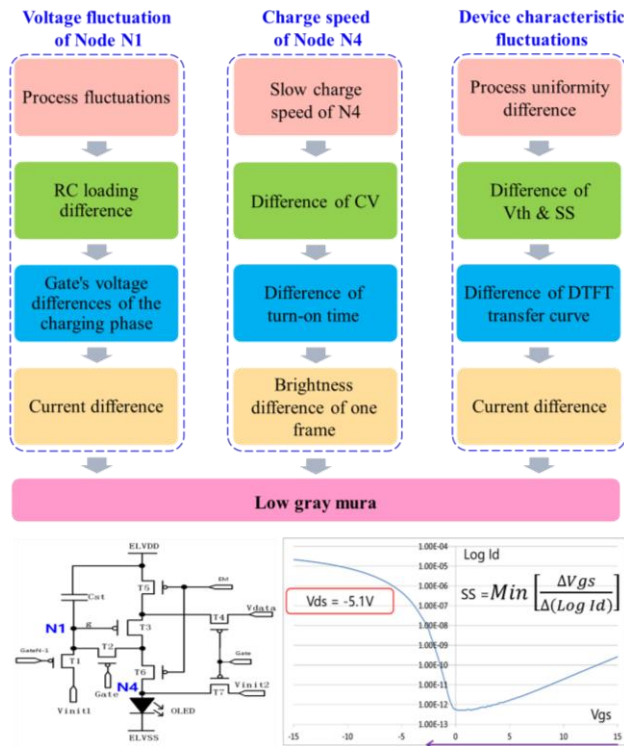 Voltage fluctuation
of Node N1
Process fluctuations
RC loading
difference
Gate's voltage
differences of the
charging phase
Current difference
Charge speed
of Node N4
Slow charge
speed of N4
Difference of CV
Difference of
turn-on time
Brightness
difference of one
frame
Device characteristic
fluctuations
Process uniformity
difference
Difference of
Vth & SS
Difference of DTFT
transfer curve
Current difference
Low gray mura
ELVDD
T5
EM
Cst
Vdata
N1
g
T3
T4
GateN-1
T2
Gate
T1
T6
Gate
N4
Vinit2
T7
Vinit1
OLED
ELVSS
1.00E-04
Log Id
1.00E-05
1.00E-06
SS = Min [ΔVgs / Δ(Log Id)]
Vds = -5.1V
1.00E-07
1.00E-08
1.00E-09
1.00E-10
1.00E-11
1.00E-12
Vgs
1.00E-13
-15 -10 -5 0 5 10 15